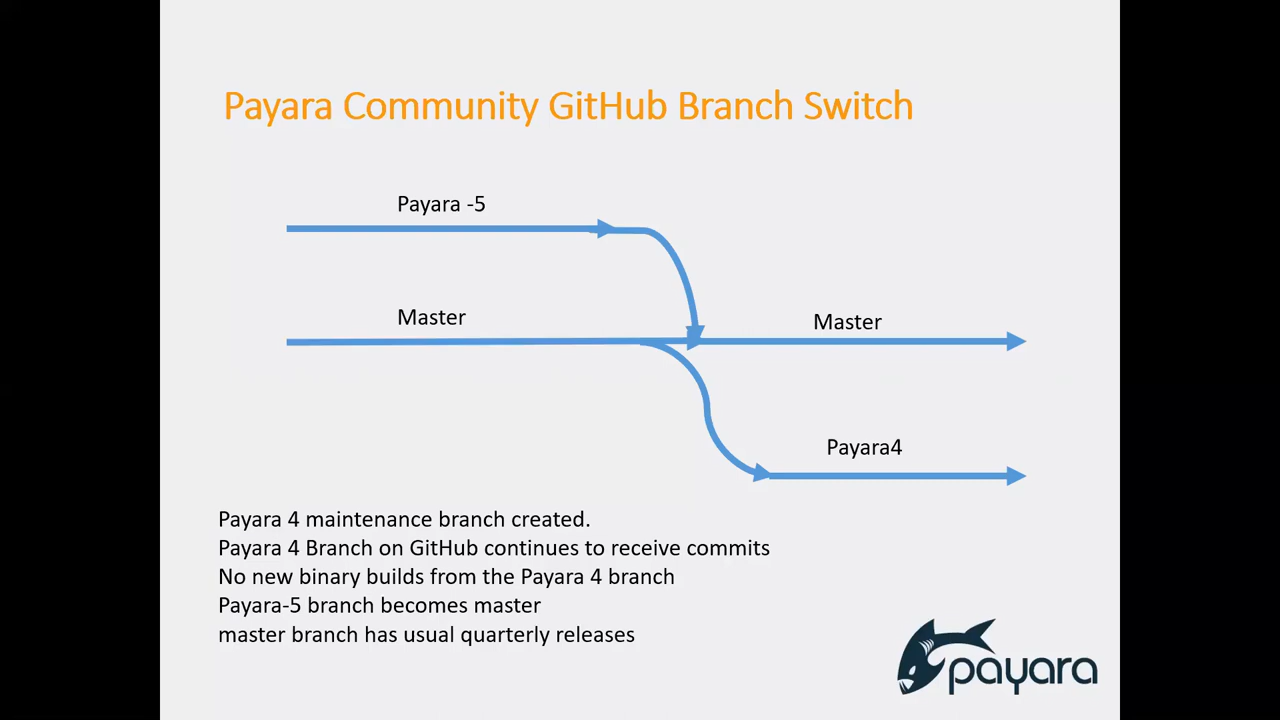 Payara Community GitHub Branch Switch
Payara -5
Master
Master
Payara4
Payara 4 maintenance branch created.
Payara 4 Branch on GitHub continues to receive commits
No new binary builds from the Payara 4 branch
Payara-5 branch becomes master
master branch has usual quarterly releases
payara